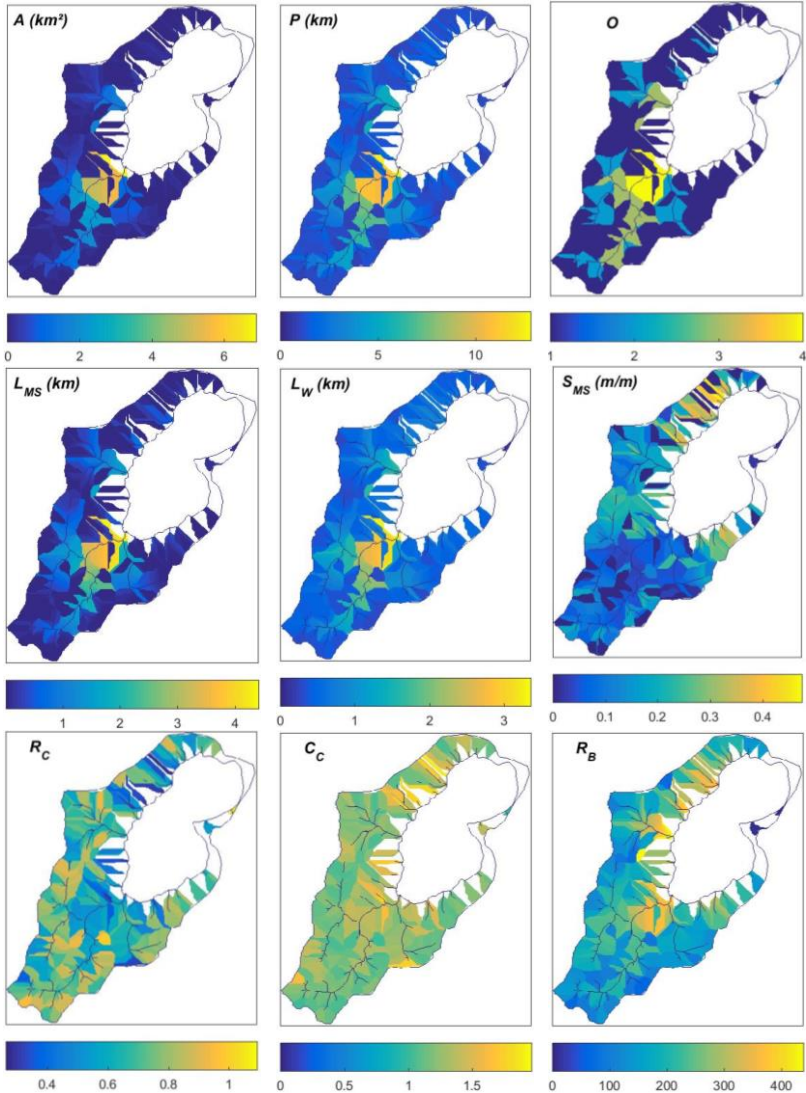 A (km²) P (km) O
0 2 4 6 0 5 10 1 2 3 4
L_MS (km) L_W (km) S_MS (m/m)
1 2 3 4 0 1 2 3 0 0.1 0.2 0.3 0.4
R_C C_C R_B
0.4 0.6 0.8 1 0 0.5 1 1.5 0 100 200 300 400